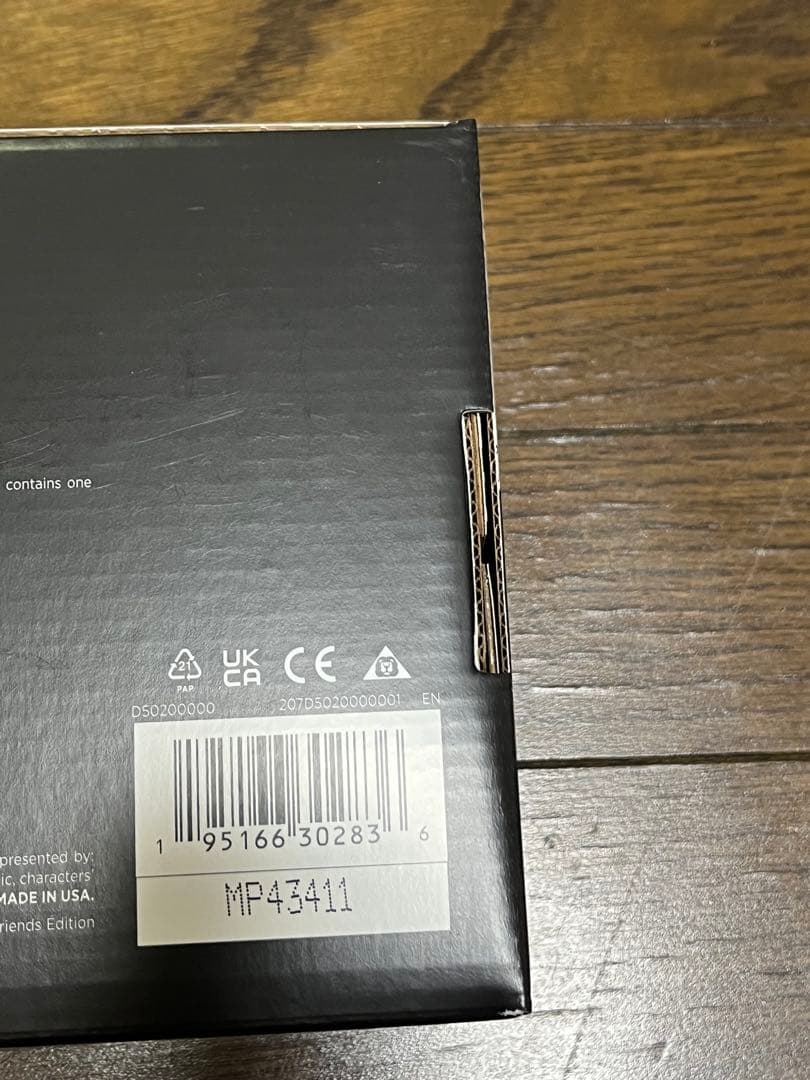 contains one
21
PAP
UK
CA
CE
D50200000 207D5020000001 EN
1 95166 30283 6
MP43411
presented by:
ic, characters'
MADE IN USA.
riends Edition